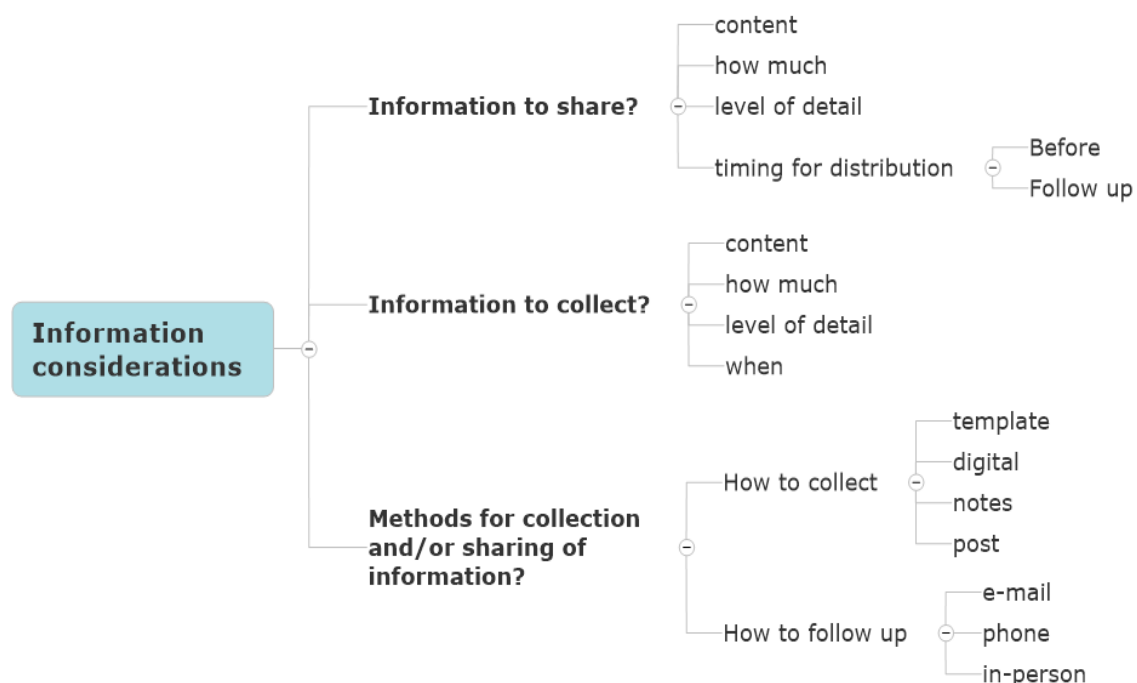 Information
considerations
Information to share?
content
how much
level of detail
timing for distribution
Before
Follow up
Information to collect?
content
how much
level of detail
when
Methods for collection
and/or sharing of
information?
How to collect
template
digital
notes
post
How to follow up
e-mail
phone
in-person